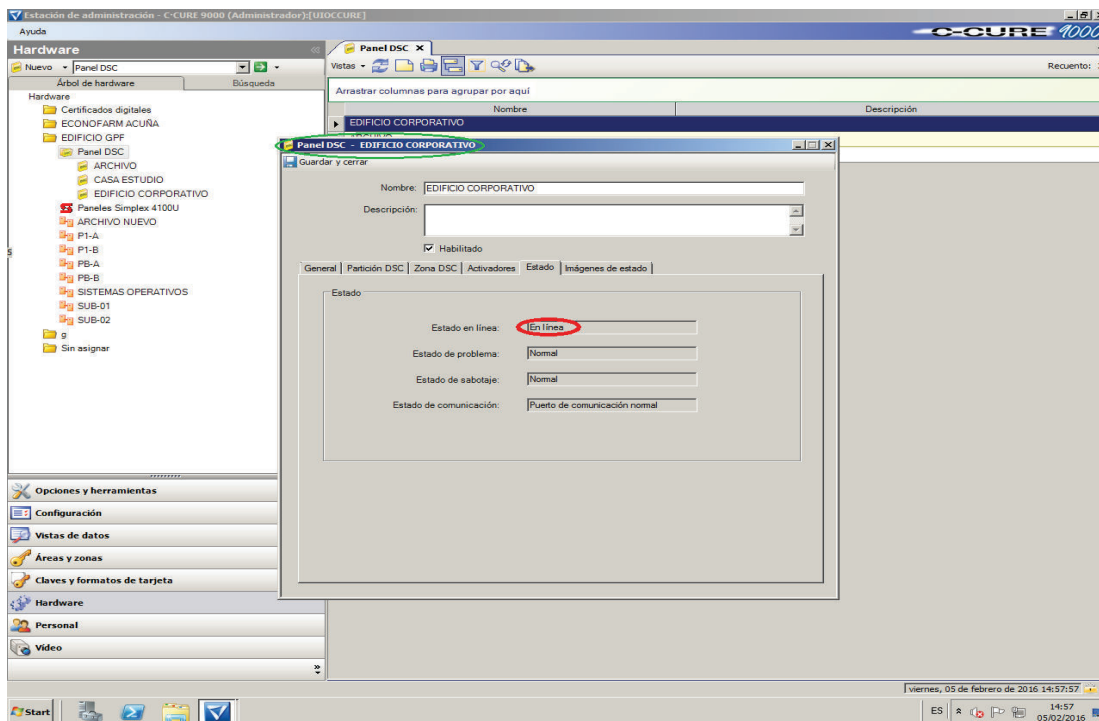 Estación de administración - C·CURE 9000 (Administrador):[UIOCCURE]
Ayuda
C•CURE 9000
Hardware
Panel DSC X
Nuevo Panel DSC
Vistas
Recuento:
Árbol de hardware Búsqueda
Arrastrar columnas para agrupar por aquí
Hardware
Nombre Descripción
Certificados digitales
EDIFICIO CORPORATIVO
ECONOFARM ACUÑA
EDIFICIO GPF
Panel DSC
ARCHIVO
CASA ESTUDIO
EDIFICIO CORPORATIVO
Paneles Simplex 4100U
ARCHIVO NUEVO
P1-A
P1-B
PB-A
PB-B
SISTEMAS OPERATIVOS
SUB-01
SUB-02
g
Sin asignar
Panel DSC - EDIFICIO CORPORATIVO
Guardar y cerrar
Nombre: EDIFICIO CORPORATIVO
Descripción:
Habilitado
General Partición DSC Zona DSC Activadores Estado Imágenes de estado
Estado
Estado en línea: En línea
Estado de problema: Normal
Estado de sabotaje: Normal
Estado de comunicación: Puerto de comunicación normal
Opciones y herramientas
Configuración
Vistas de datos
Áreas y zonas
Claves y formatos de tarjeta
Hardware
Personal
Vídeo
viernes, 05 de febrero de 2016 14:57:57
Start
ES
14:57
05/02/2016